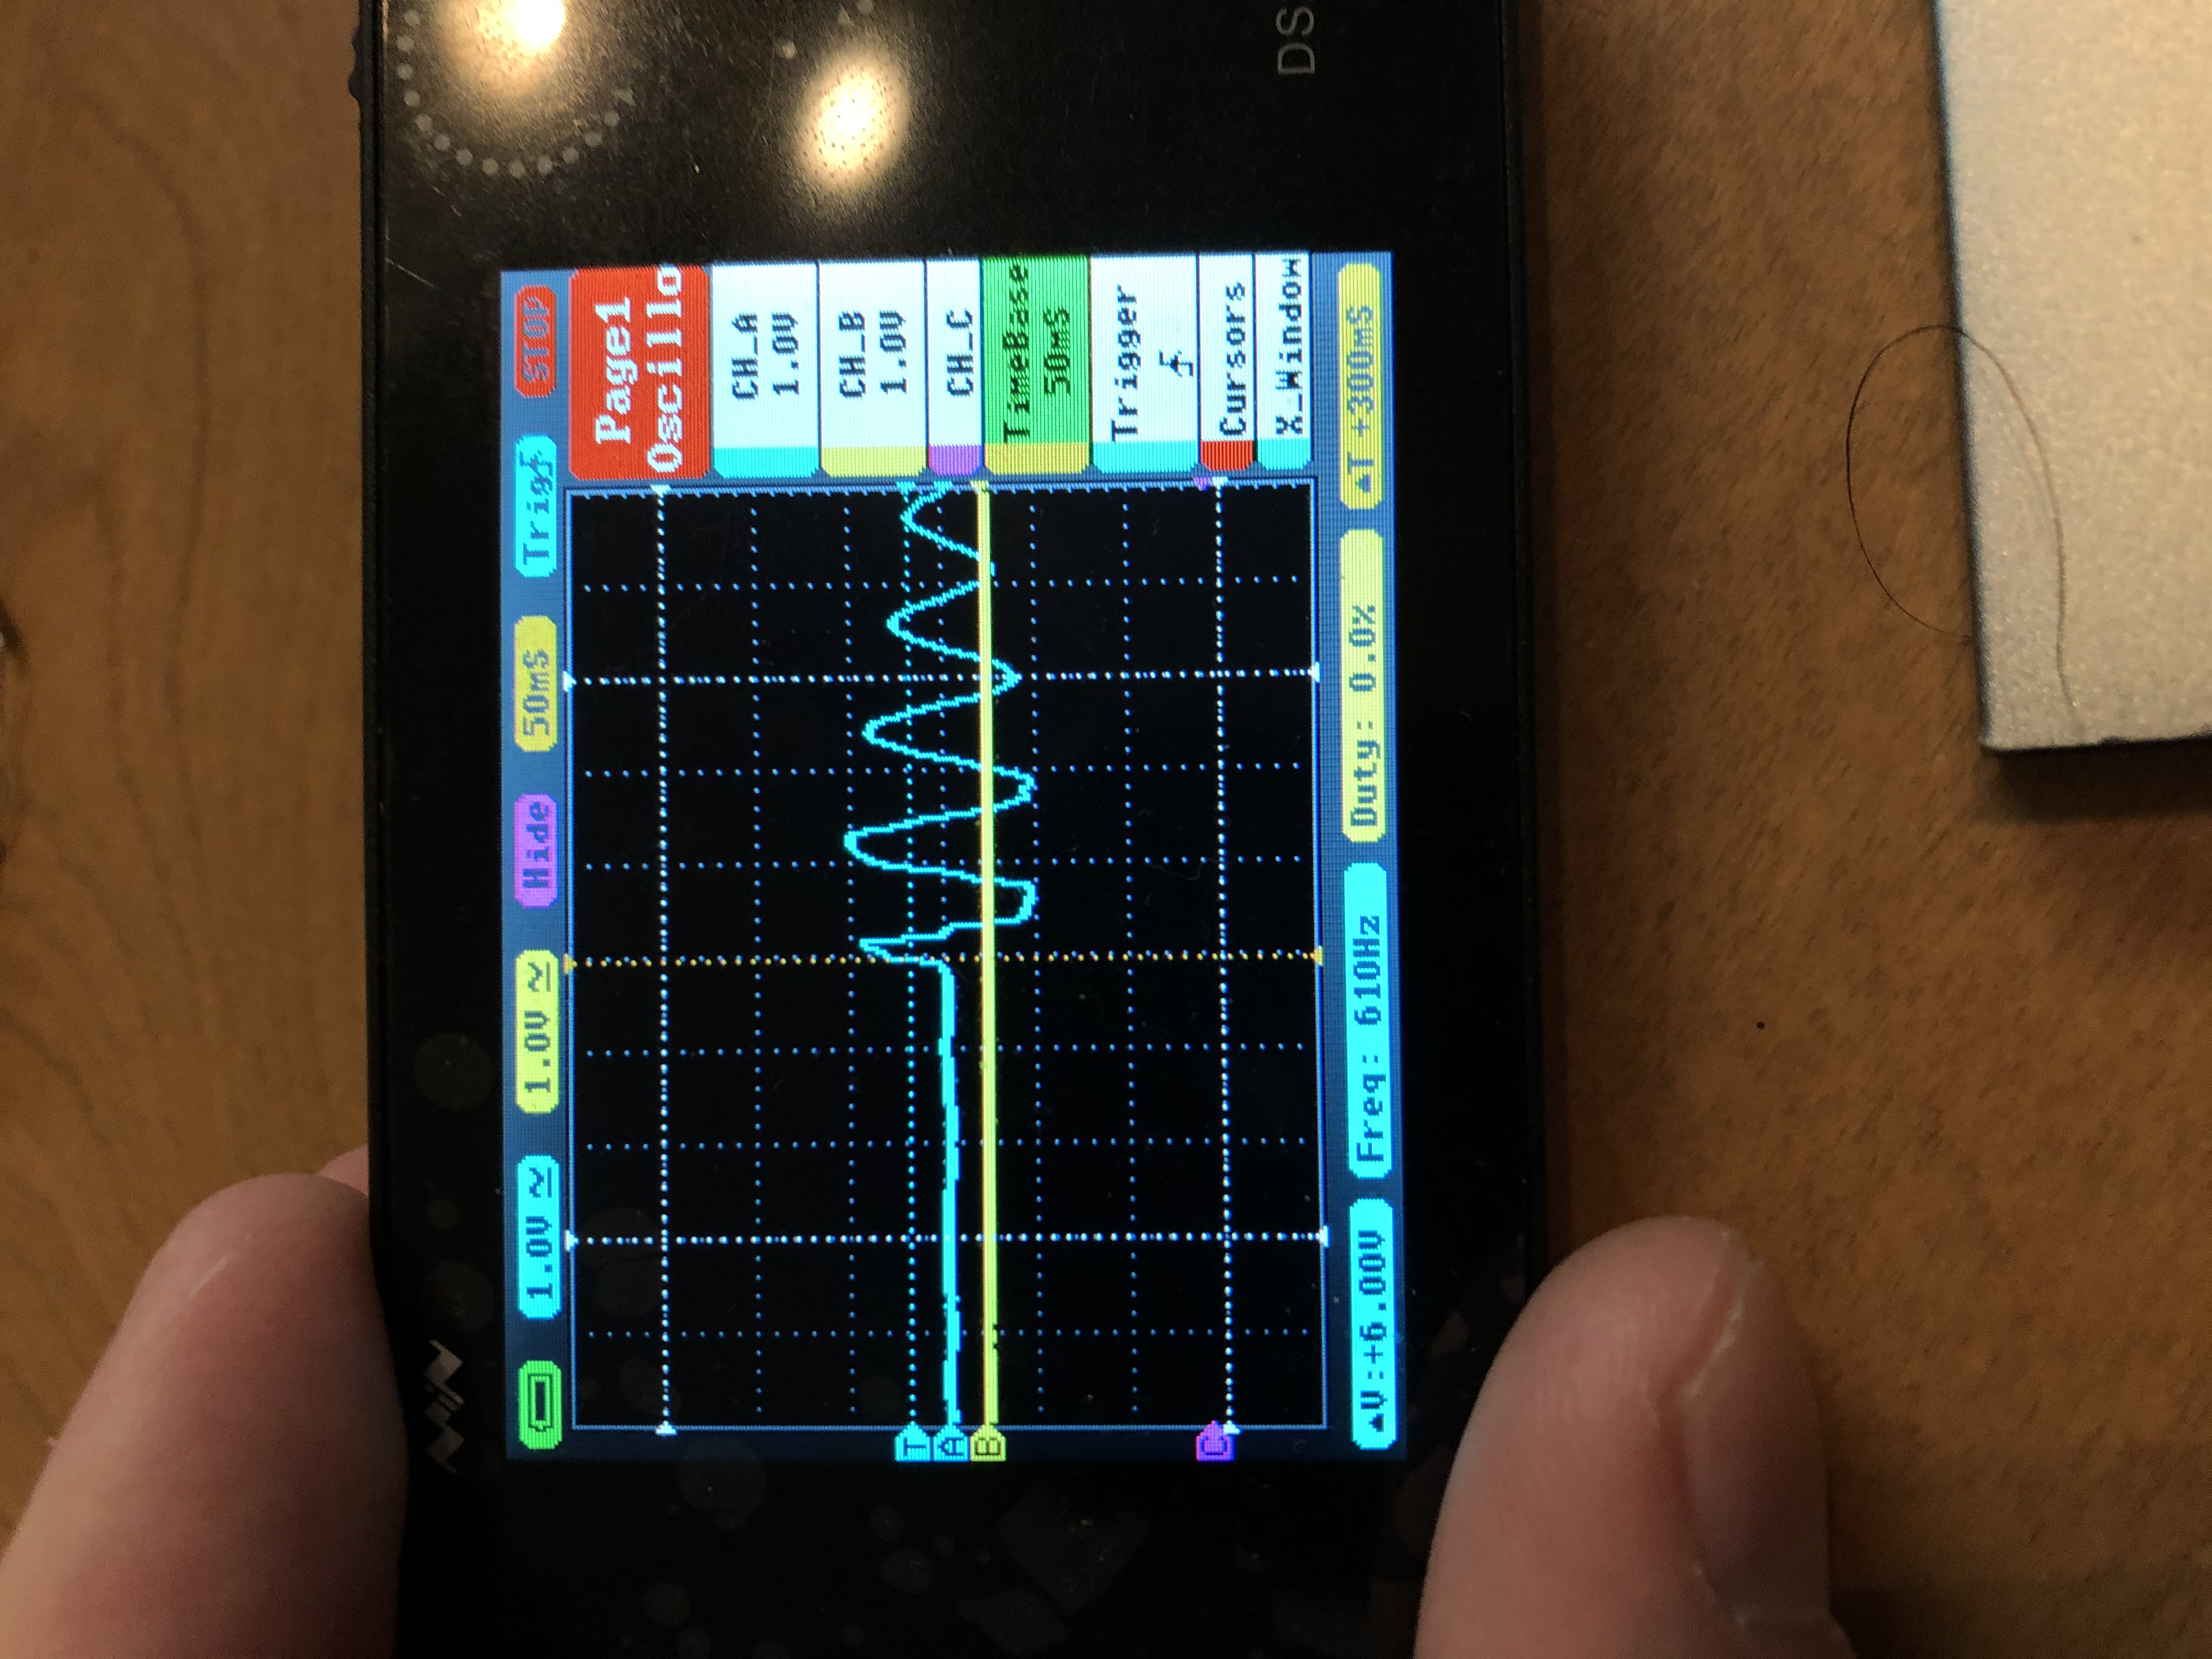 MiN
1.0V 1.0V Hide 50mS Trig STOP
Page1
Oscillo
CH_A
1.0V
CH_B
1.0V
T
A
CH_C
B
TimeBase
50mS
Trigger
C
Cursors
X_Window
DS
▲V:+6.00V Freq: 610Hz Duty: 0.0% ▲T +300mS